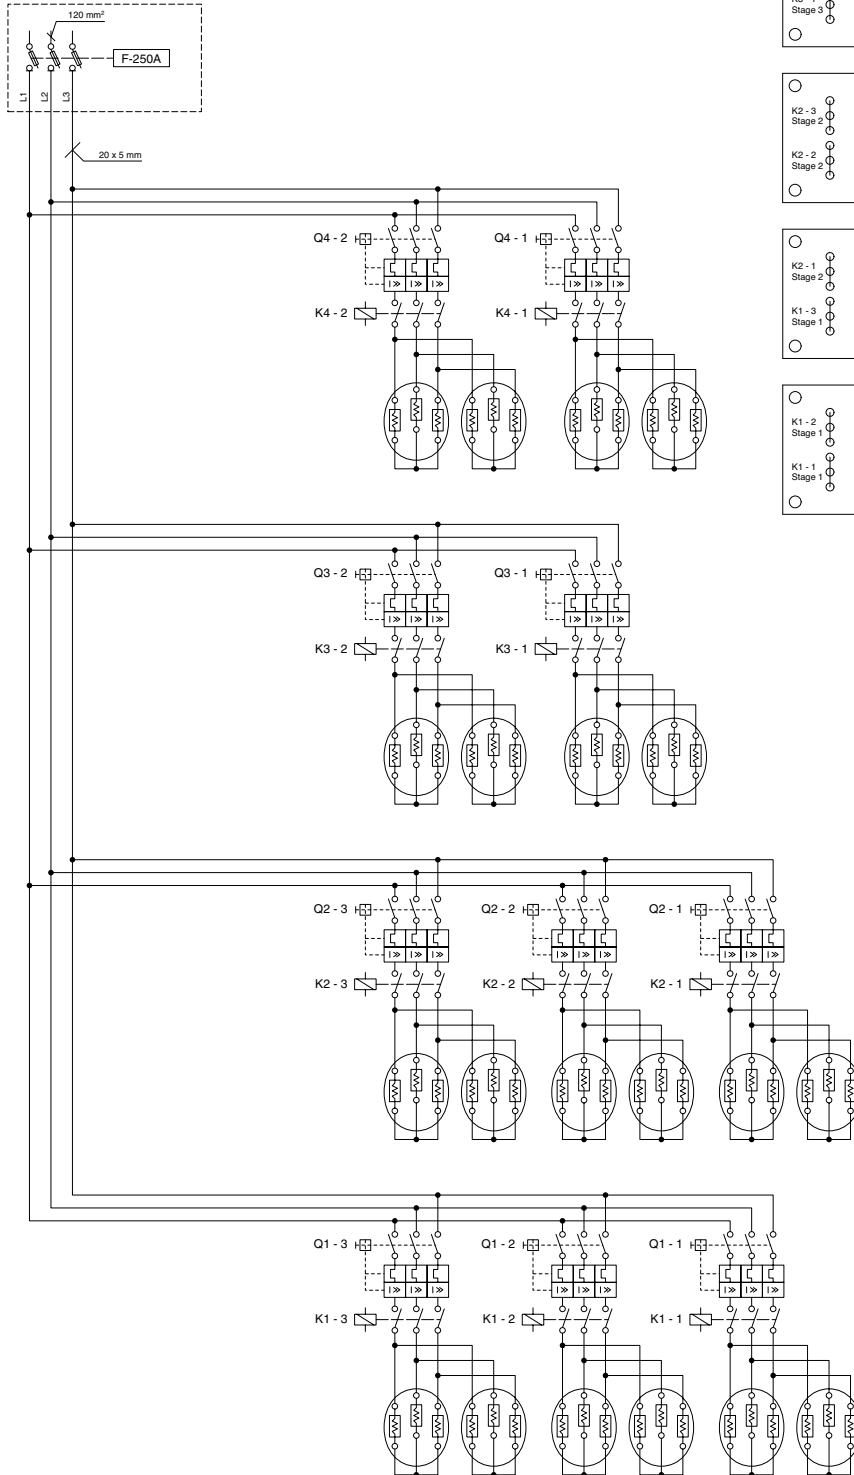 120 mm²
F-250A
L1
L2
L3
20 x 5 mm
Stage 3
K2 - 3
Stage 2
K2 - 2
Stage 2
K2 - 1
Stage 2
K1 - 3
Stage 1
K1 - 2
Stage 1
K1 - 1
Stage 1
Q4 - 2
Q4 - 1
I≫ I≫ I≫
I≫ I≫ I≫
K4 - 2
K4 - 1
Q3 - 2
Q3 - 1
I≫ I≫ I≫
I≫ I≫ I≫
K3 - 2
K3 - 1
Q2 - 3
Q2 - 2
Q2 - 1
I≫ I≫ I≫
I≫ I≫ I≫
I≫ I≫ I≫
K2 - 3
K2 - 2
K2 - 1
Q1 - 3
Q1 - 2
Q1 - 1
I≫ I≫ I≫
I≫ I≫ I≫
I≫ I≫ I≫
K1 - 3
K1 - 2
K1 - 1